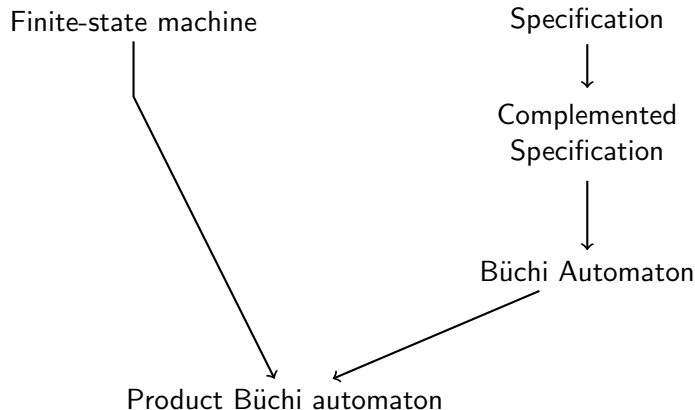 Finite-state machine
Specification
Complemented
Specification
Büchi Automaton
Product Büchi automaton